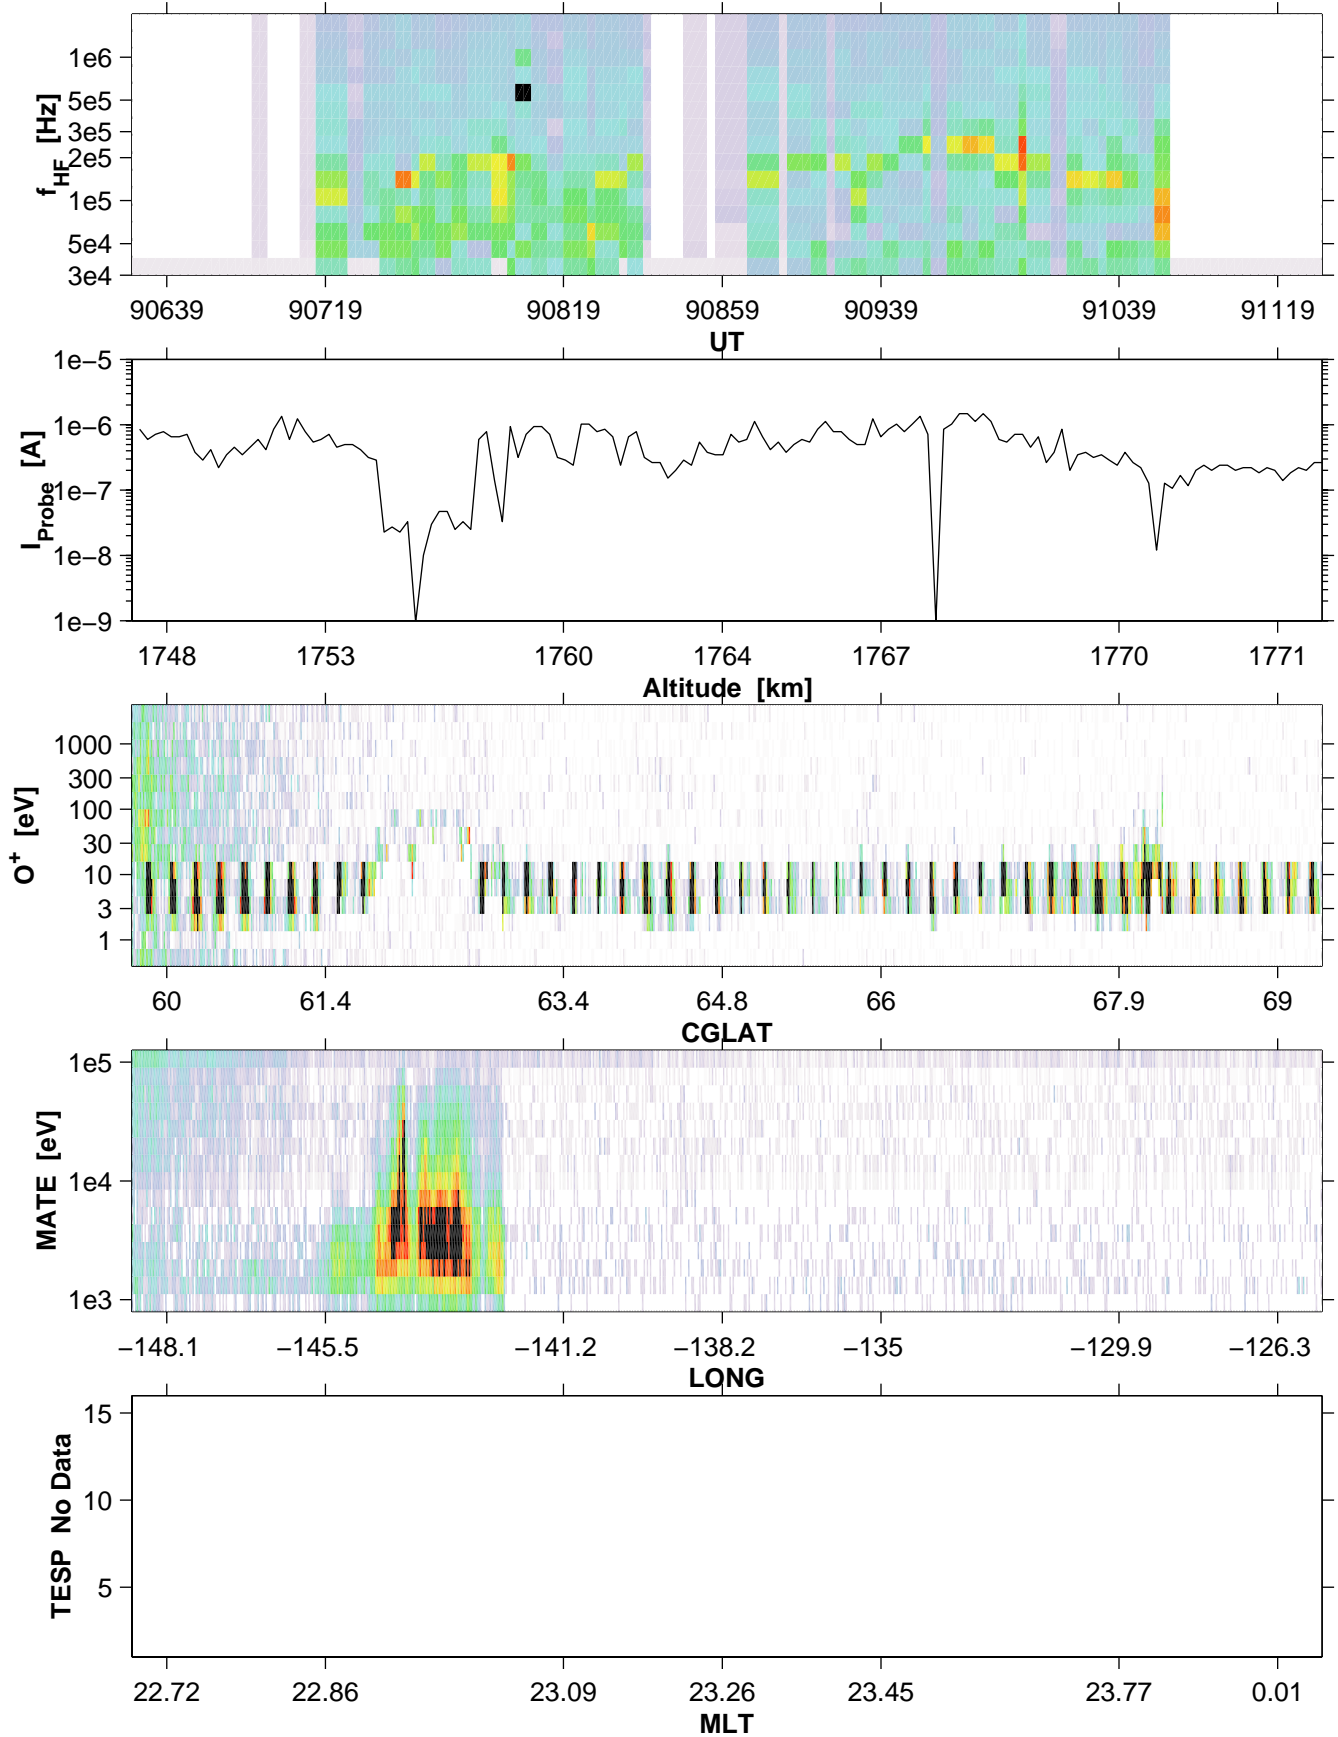 1e6
5e5
3e5
2e5
1e5
5e4
3e4
f_HF [Hz]
90639 90719 90819 90859 90939 91039 91119
UT
1e−5
1e−6
1e−7
1e−8
1e−9
I_Probe [A]
1748 1753 1760 1764 1767 1770 1771
Altitude [km]
1000
300
100
30
10
3
1
O^+ [eV]
60 61.4 63.4 64.8 66 67.9 69
CGLAT
1e5
1e4
1e3
MATE [eV]
−148.1 −145.5 −141.2 −138.2 −135 −129.9 −126.3
LONG
15
10
5
TESP No Data
22.72 22.86 23.09 23.26 23.45 23.77 0.01
MLT